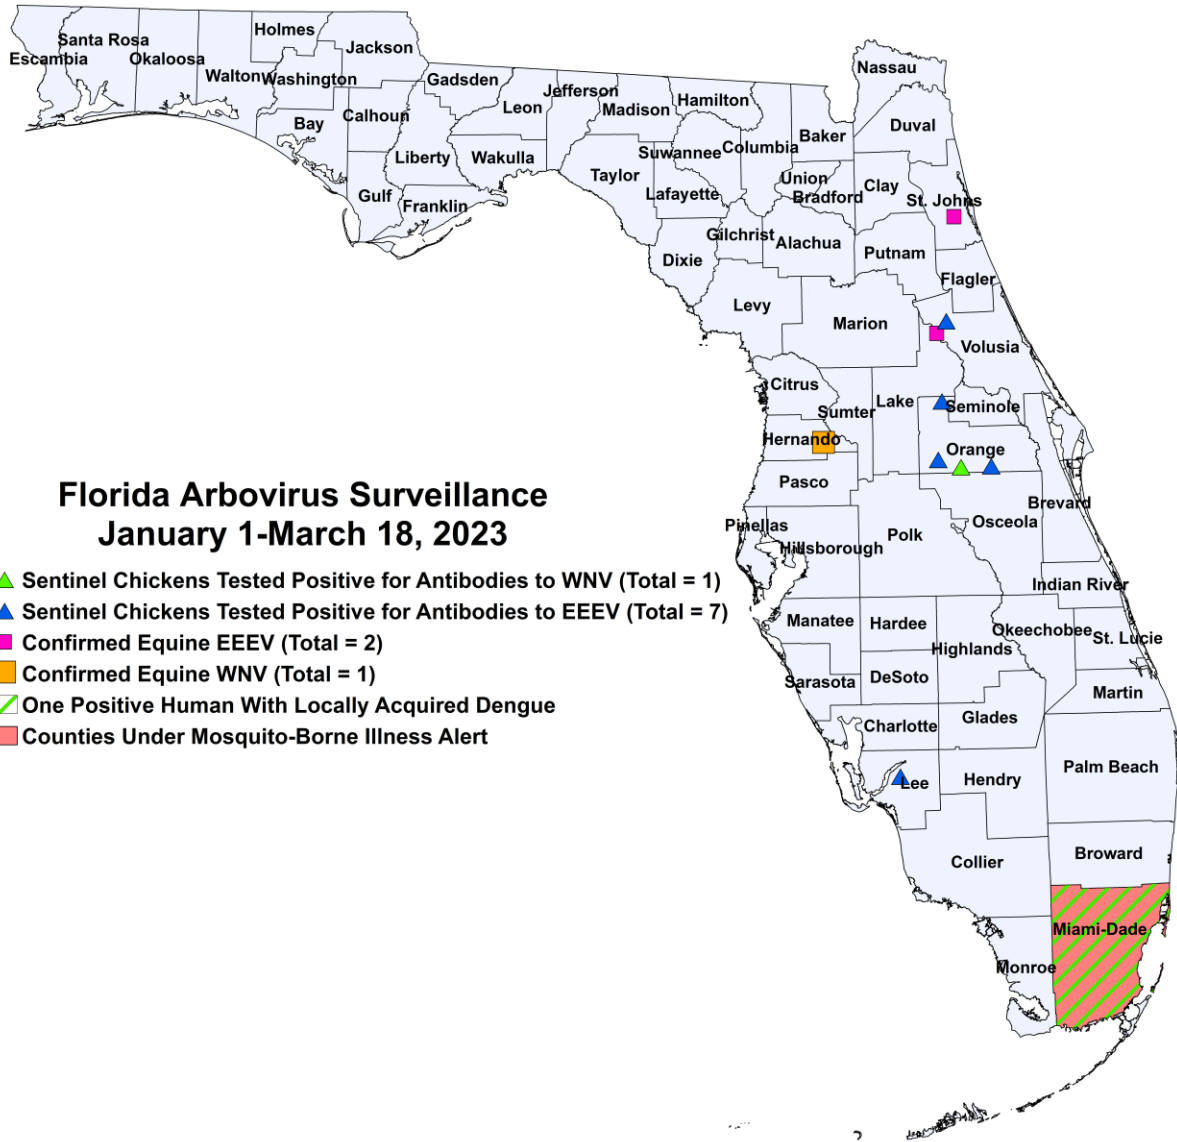 Holmes
Santa Rosa
Jackson
Escambia
Okaloosa
Walton
Washington
Gadsden
Jefferson
Leon
Madison
Hamilton
Nassau
Bay
Calhoun
Baker
Duval
Liberty
Wakulla
Suwannee
Columbia
Taylor
Union
Clay
Lafayette
Bradford
St. Johns
Gulf
Franklin
Gilchrist
Alachua
Putnam
Dixie
Flagler
Levy
Marion
Volusia
Citrus
Lake
Seminole
Sumter
Hernando
Orange
Pasco
Brevard
Pinellas
Osceola
Polk
Hillsborough
Indian River
Manatee
Hardee
Okeechobee
St. Lucie
Highlands
Sarasota
DeSoto
Martin
Charlotte
Glades
Palm Beach
Lee
Hendry
Broward
Collier
Miami-Dade
Monroe
Florida Arbovirus Surveillance
January 1-March 18, 2023
Sentinel Chickens Tested Positive for Antibodies to WNV (Total = 1)
Sentinel Chickens Tested Positive for Antibodies to EEEV (Total = 7)
Confirmed Equine EEEV (Total = 2)
Confirmed Equine WNV (Total = 1)
One Positive Human With Locally Acquired Dengue
Counties Under Mosquito-Borne Illness Alert